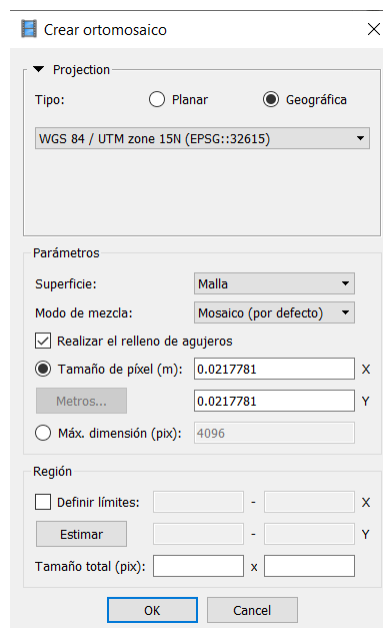 Crear ortomosaico
Projection
Tipo: Planar Geográfica
WGS 84 / UTM zone 15N (EPSG::32615)
Parámetros
Superficie: Malla
Modo de mezcla: Mosaico (por defecto)
Realizar el relleno de agujeros
Tamaño de píxel (m): 0.0217781 X
Metros... 0.0217781 Y
Máx. dimensión (pix): 4096
Región
Definir límites: - X
Estimar - Y
Tamaño total (pix): x
OK Cancel